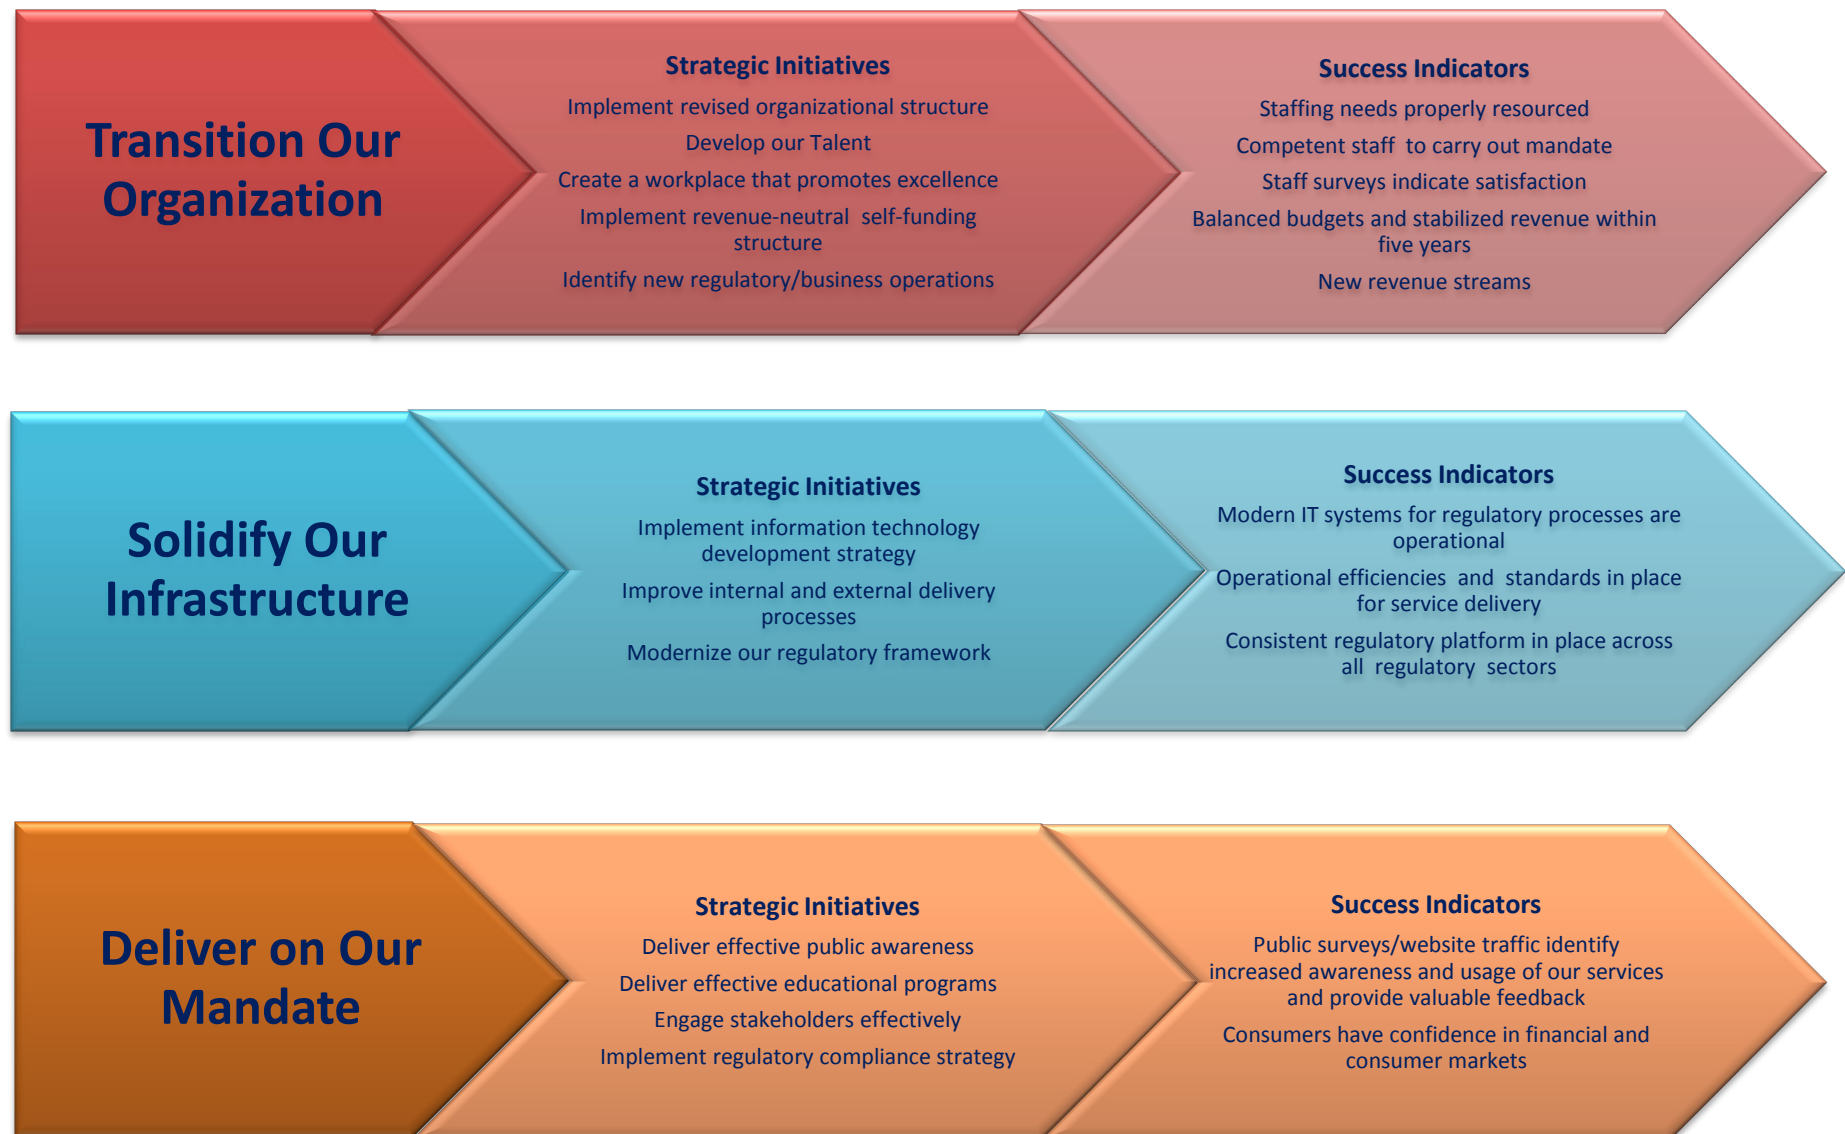 Transition Our
Organization
Strategic Initiatives
Implement revised organizational structure
Develop our Talent
Create a workplace that promotes excellence
Implement revenue-neutral self-funding
structure
Identify new regulatory/business operations
Success Indicators
Staffing needs properly resourced
Competent staff to carry out mandate
Staff surveys indicate satisfaction
Balanced budgets and stabilized revenue within
five years
New revenue streams
Solidify Our
Infrastructure
Strategic Initiatives
Implement information technology
development strategy
Improve internal and external delivery
processes
Modernize our regulatory framework
Success Indicators
Modern IT systems for regulatory processes are
operational
Operational efficiencies and standards in place
for service delivery
Consistent regulatory platform in place across
all regulatory sectors
Deliver on Our
Mandate
Strategic Initiatives
Deliver effective public awareness
Deliver effective educational programs
Engage stakeholders effectively
Implement regulatory compliance strategy
Success Indicators
Public surveys/website traffic identify
increased awareness and usage of our services
and provide valuable feedback
Consumers have confidence in financial and
consumer markets